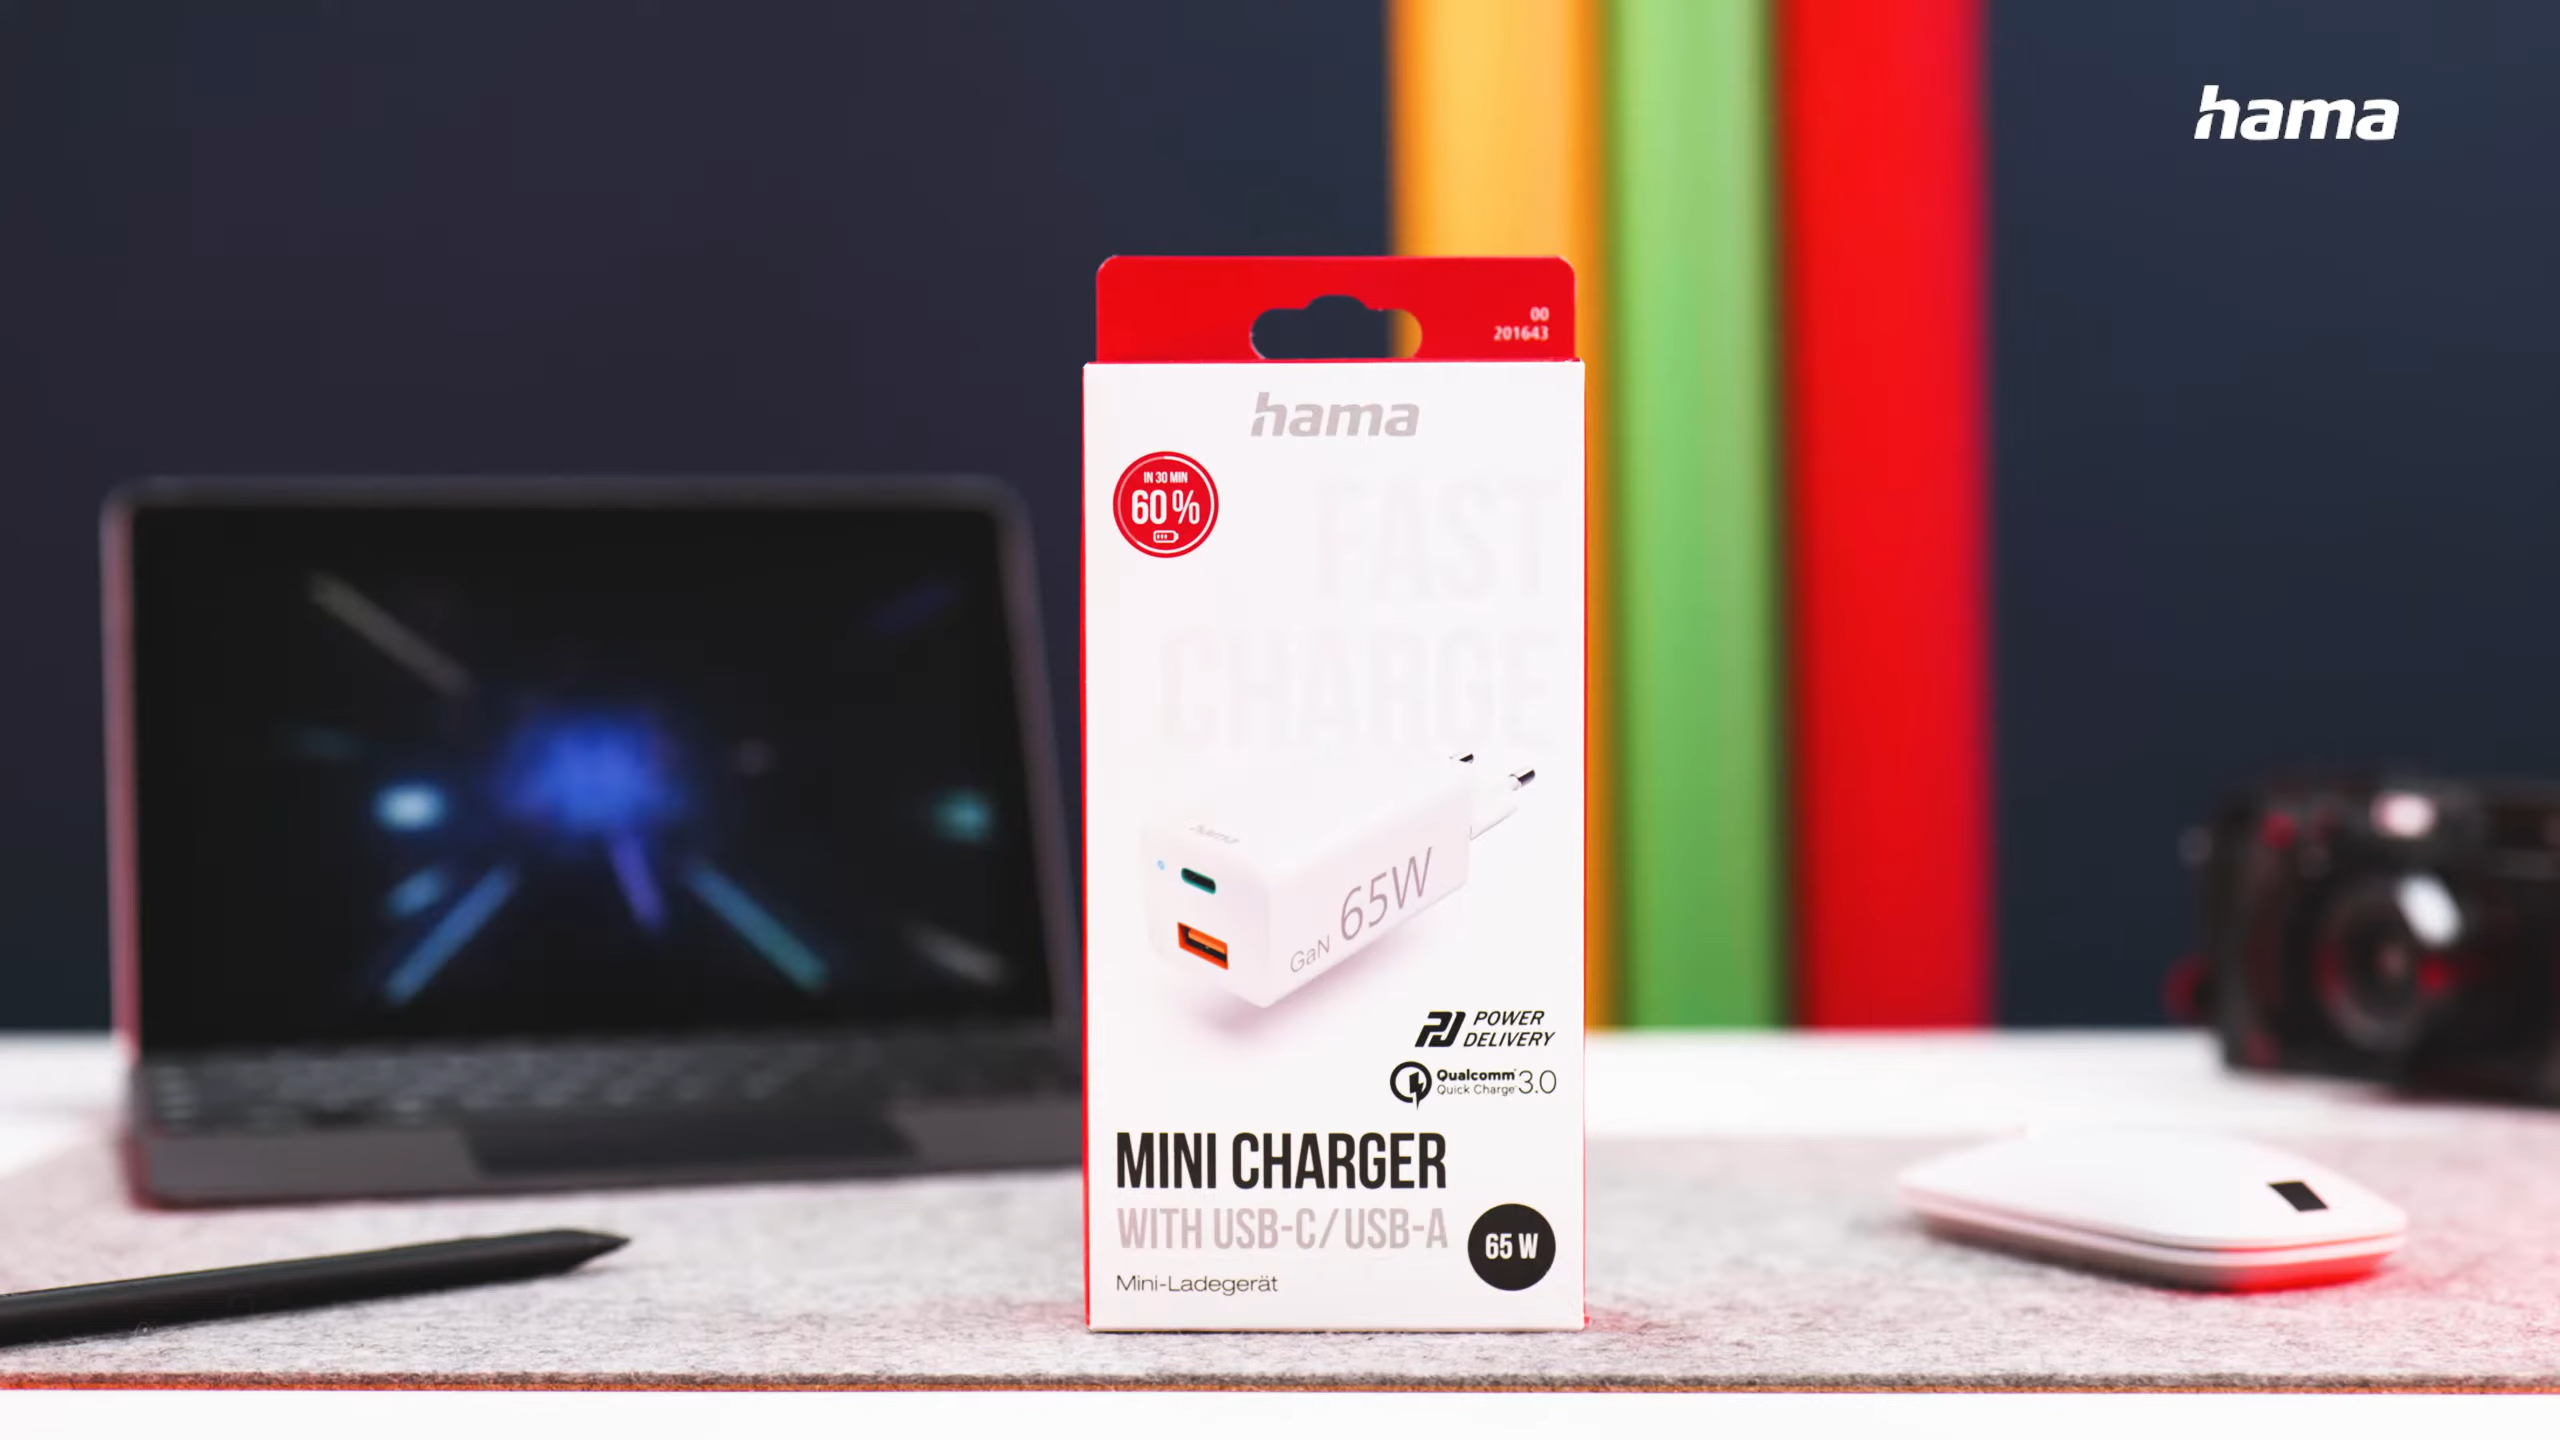 hama
00
201643
hama
IN 30 MIN
60%
FAST
CHARGE
hama
GaN 65W
POWER
DELIVERY
Qualcomm
Quick Charge 3.0
MINI CHARGER
WITH USB-C/USB-A
65 W
Mini-Ladegerät